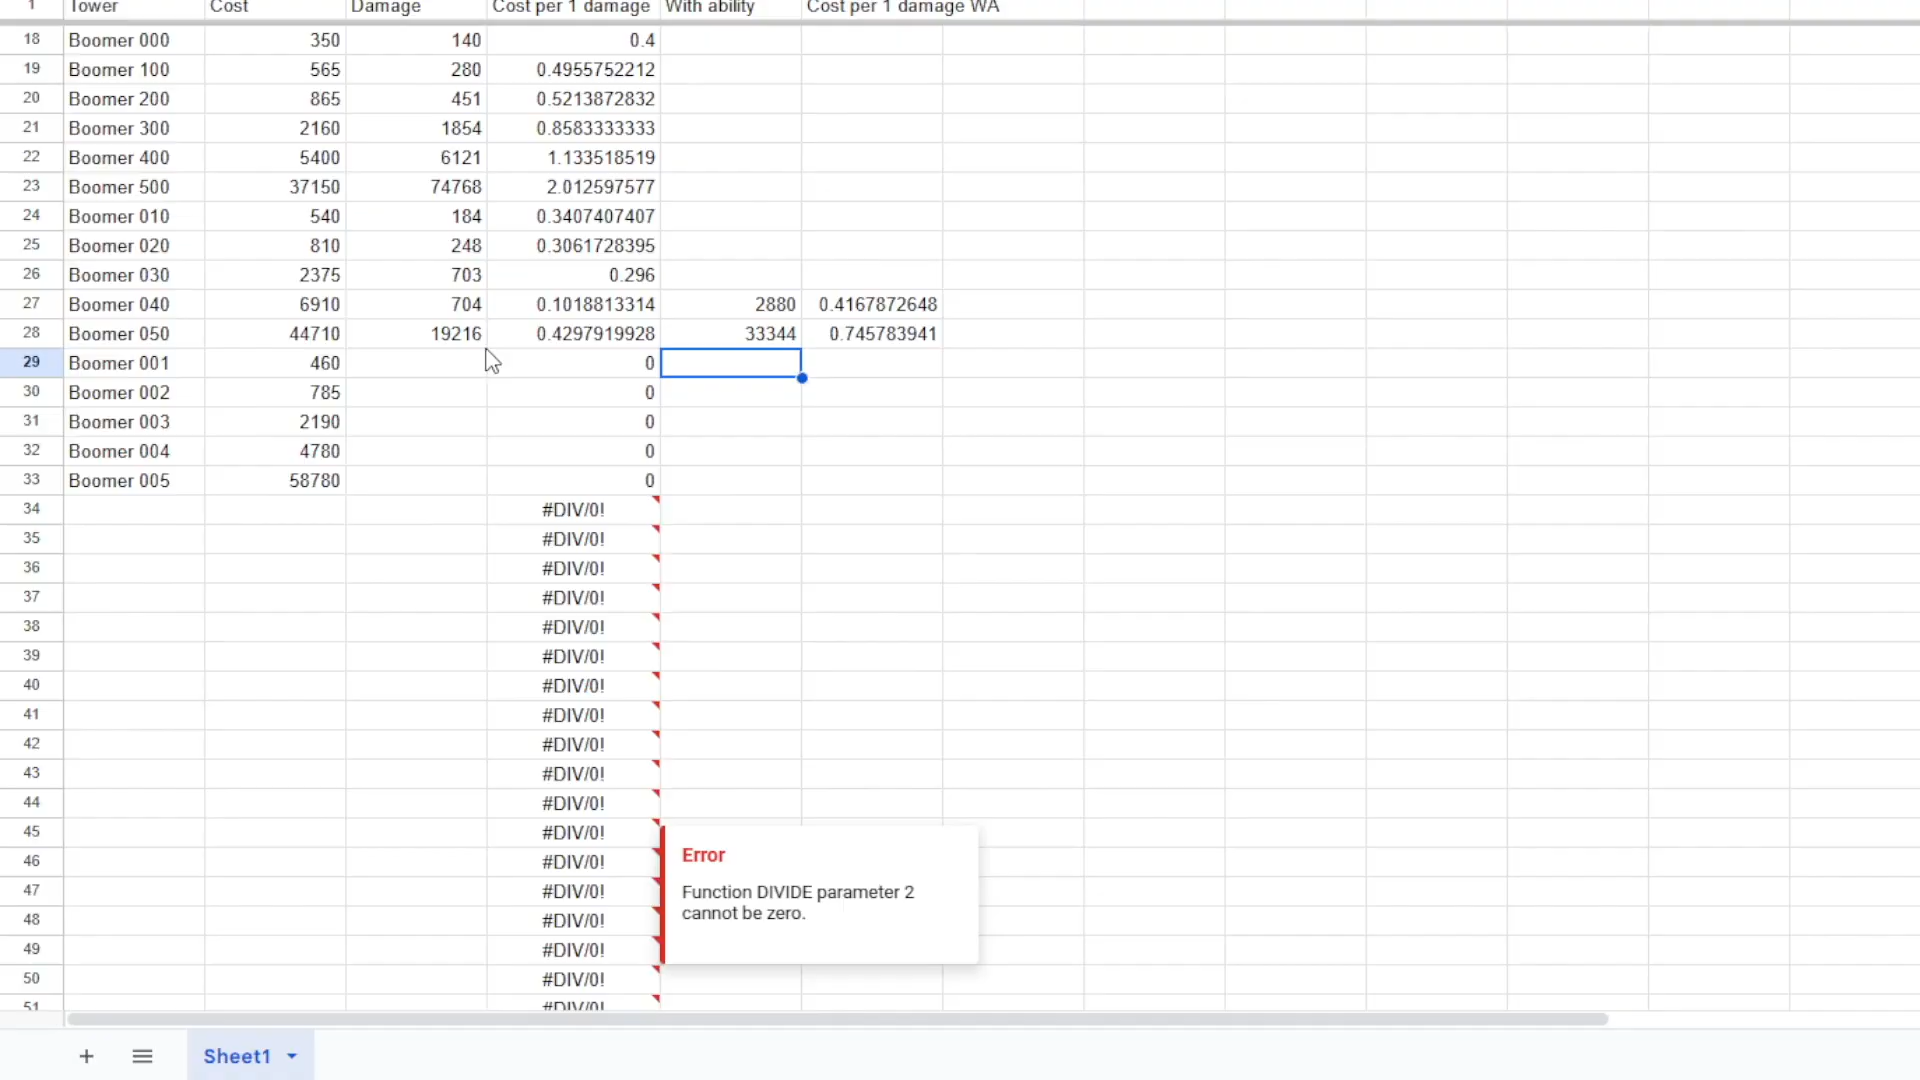 1 Tower Cost Damage Cost per 1 damage With ability Cost per 1 damage WA
18 Boomer 000 350 140 0.4
19 Boomer 100 565 280 0.4955752212
20 Boomer 200 865 451 0.5213872832
21 Boomer 300 2160 1854 0.8583333333
22 Boomer 400 5400 6121 1.133518519
23 Boomer 500 37150 74768 2.012597577
24 Boomer 010 540 184 0.3407407407
25 Boomer 020 810 248 0.3061728395
26 Boomer 030 2375 703 0.296
27 Boomer 040 6910 704 0.1018813314 2880 0.4167872648
28 Boomer 050 44710 19216 0.4297919928 33344 0.745783941
29 Boomer 001 460 0
30 Boomer 002 785 0
31 Boomer 003 2190 0
32 Boomer 004 4780 0
33 Boomer 005 58780 0
34 #DIV/0!
35 #DIV/0!
36 #DIV/0!
37 #DIV/0!
38 #DIV/0!
39 #DIV/0!
40 #DIV/0!
41 #DIV/0!
42 #DIV/0!
43 #DIV/0!
44 #DIV/0!
45 #DIV/0!
46 #DIV/0!
47 #DIV/0!
48 #DIV/0!
49 #DIV/0!
50 #DIV/0!
51 #DIV/0!
Error
Function DIVIDE parameter 2
cannot be zero.
Sheet1